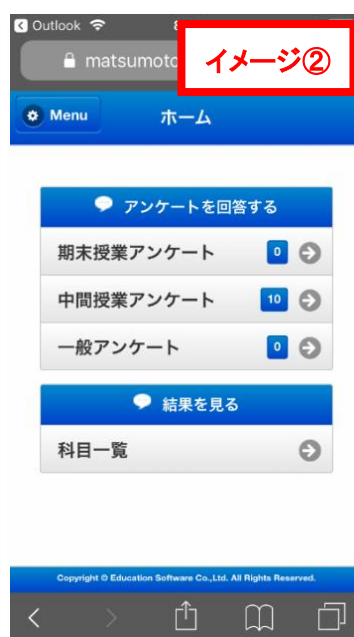 Outlook
イメージ②
matsumoto
Menu
ホーム
アンケートを回答する
期末授業アンケート 0
中間授業アンケート 10
一般アンケート 0
結果を見る
科目一覧
Copyright © Education Software Co.,Ltd. All Rights Reserved.